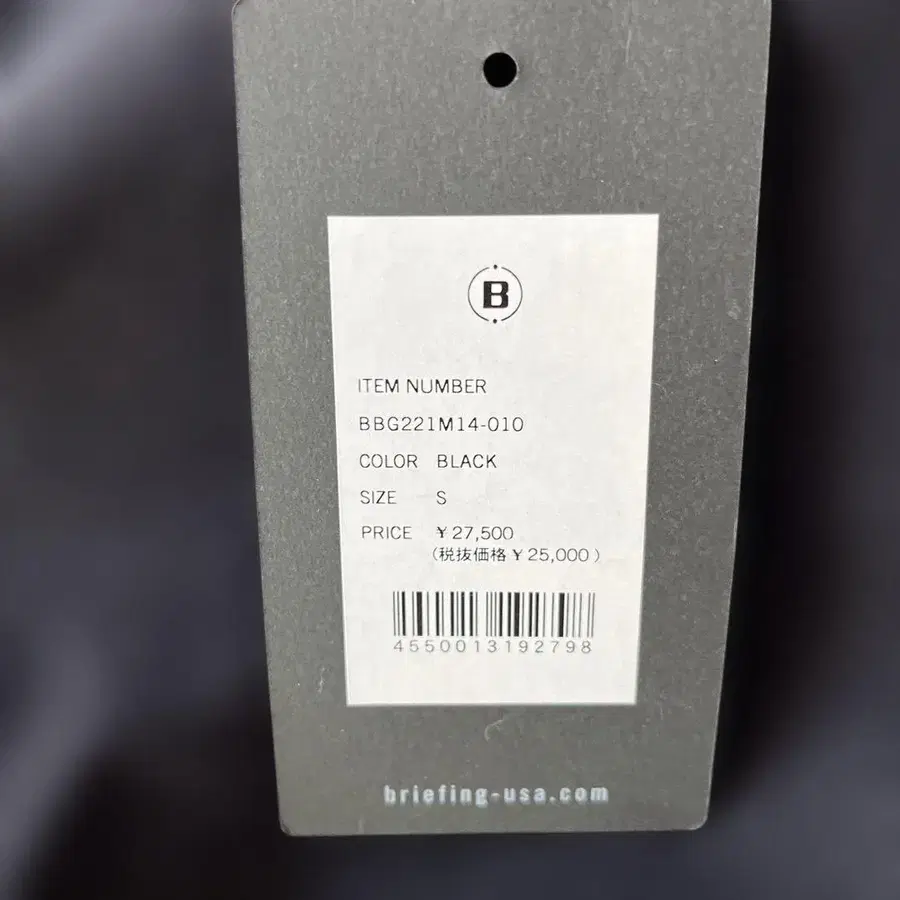 B
ITEM NUMBER
BBG221M14-010
COLOR BLACK
SIZE S
PRICE ¥27,500
(税抜価格¥25,000)
4550013192798
briefing-usa.com